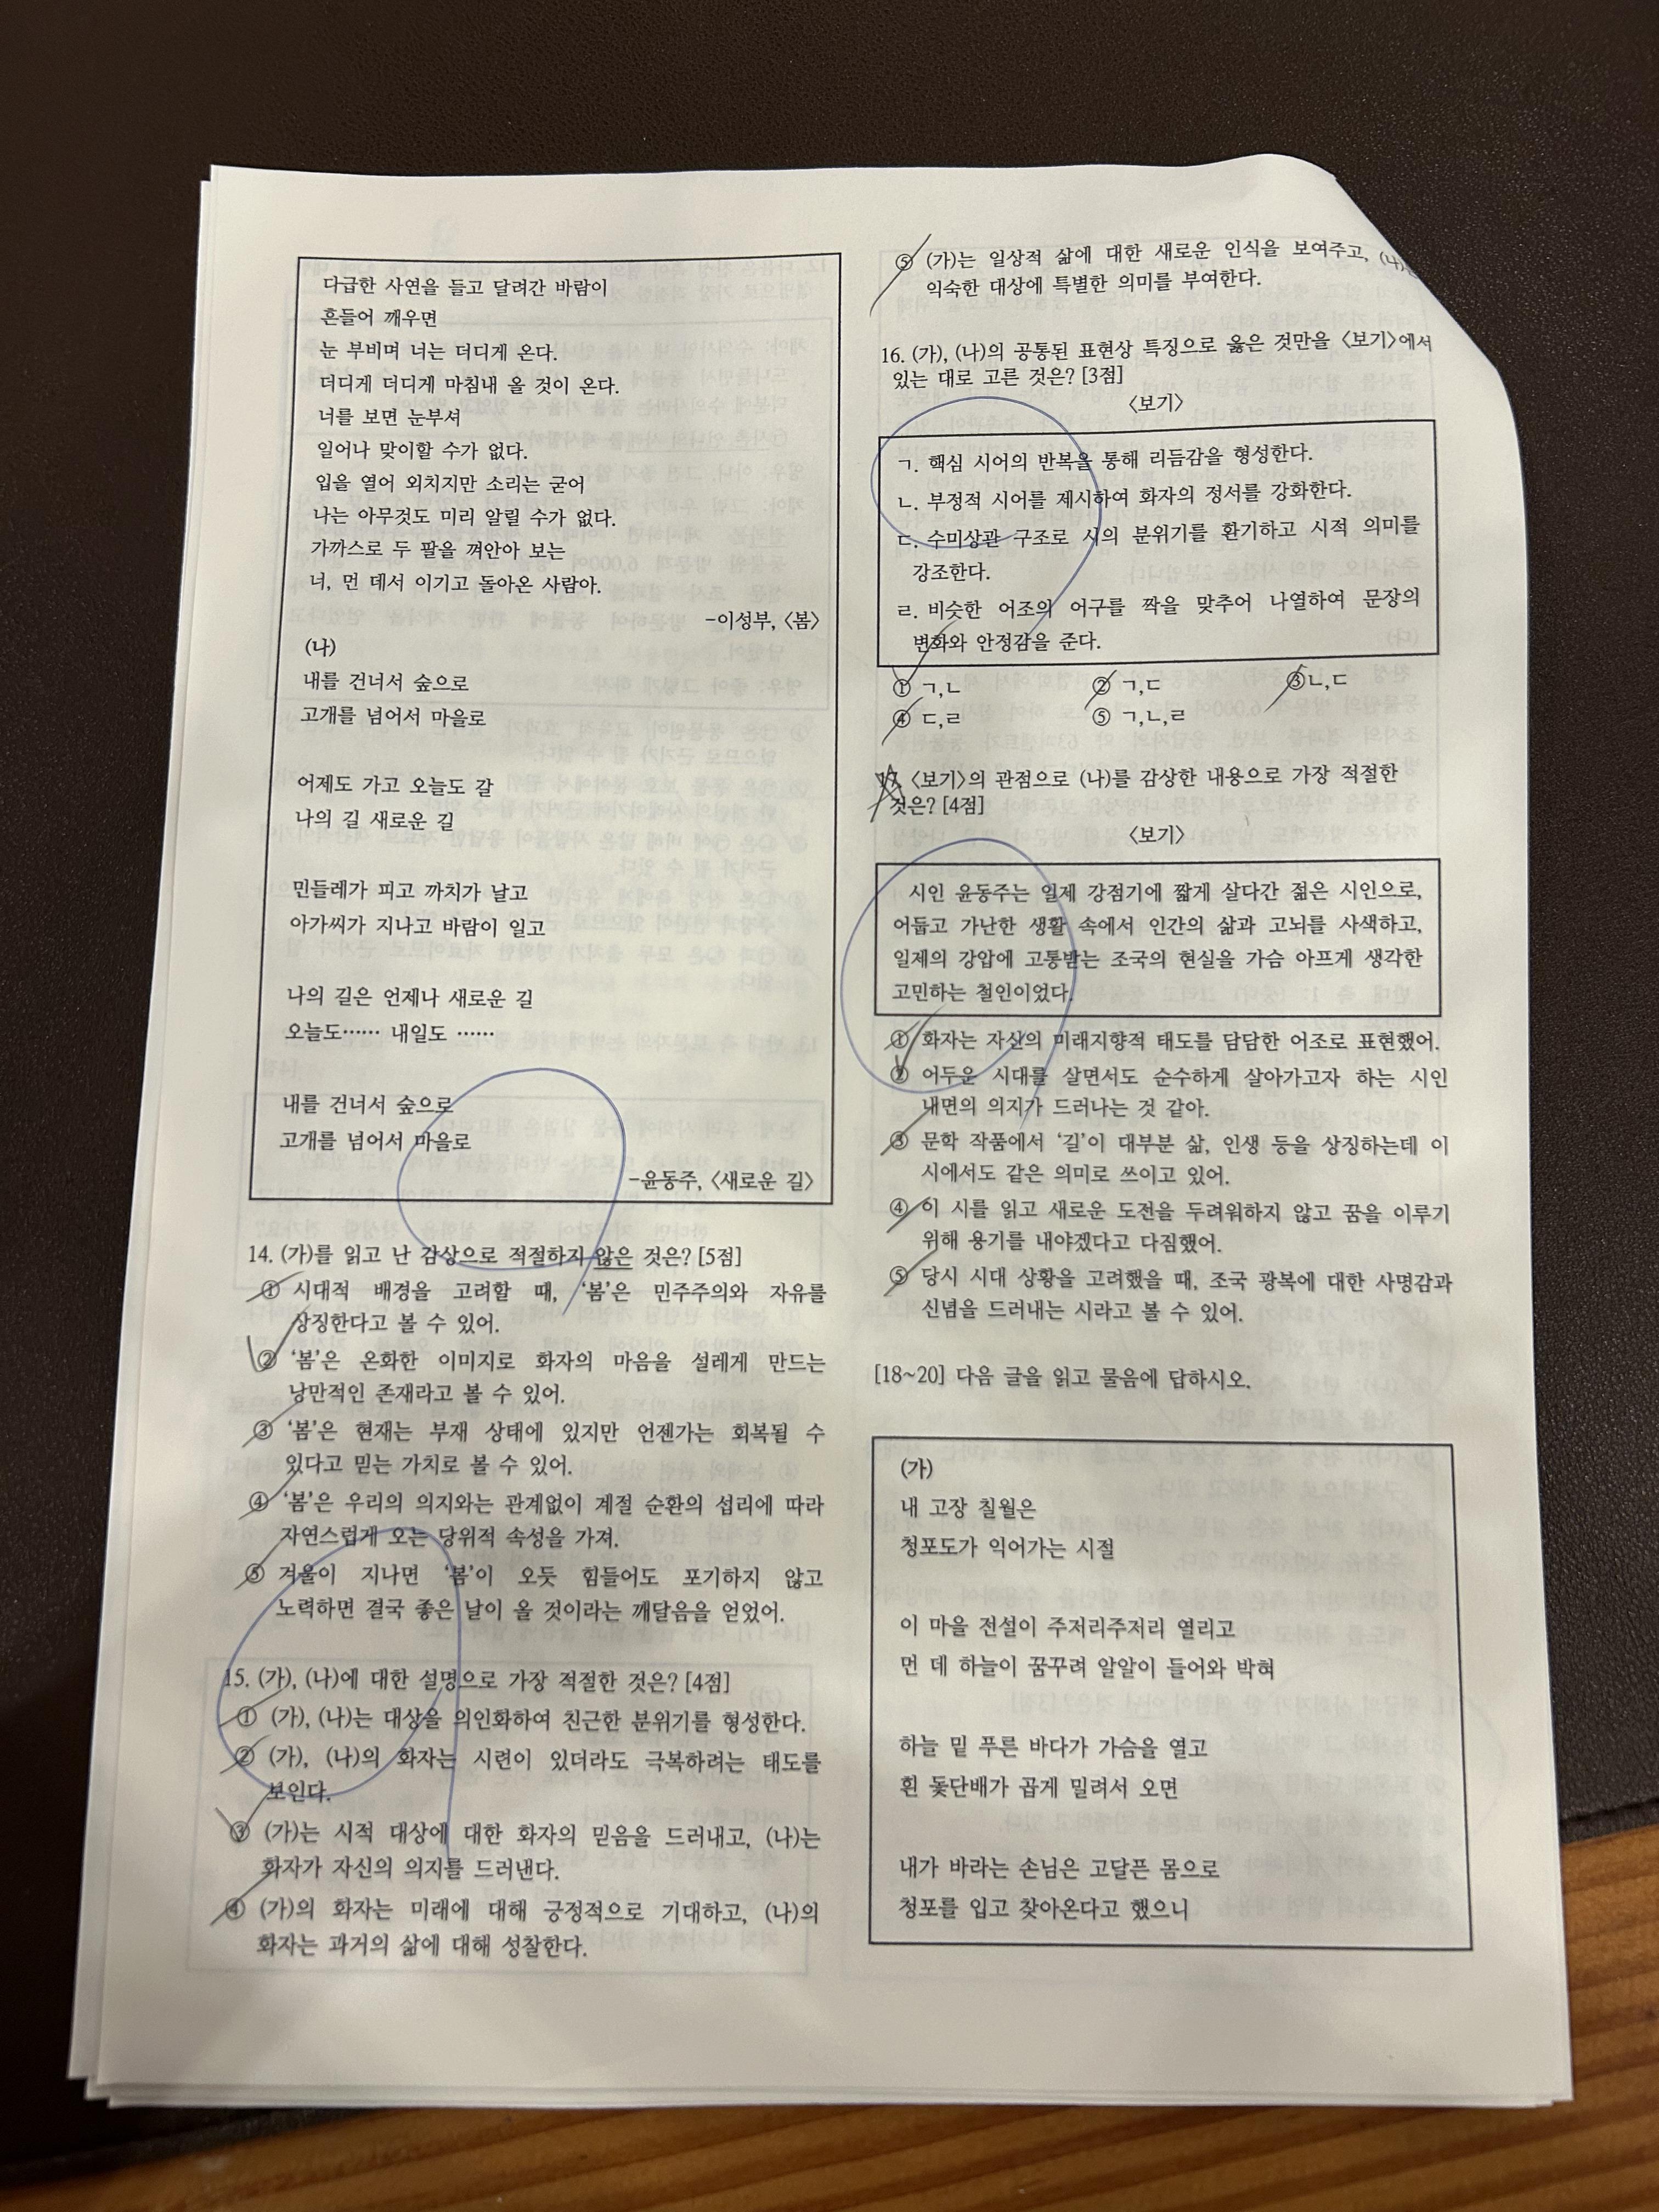 다급한 사연을 들고 달려간 바람이
흔들어 깨우면
눈 부비며 너는 더디게 온다.
더디게 더디게 마침내 올 것이 온다.
너를 보면 눈부셔
일어나 맞이할 수가 없다.
입을 열어 외치지만 소리는 굳어
나는 아무것도 미리 알릴 수가 없다.
가까스로 두 팔을 껴안아 보는
너, 먼 데서 이기고 돌아온 사람아.
-이성부, 〈봄〉
(나)
내를 건너서 숲으로
고개를 넘어서 마을로
어제도 가고 오늘도 갈
나의 길 새로운 길
민들레가 피고 까치가 날고
아가씨가 지나고 바람이 일고
나의 길은 언제나 새로운 길
오늘도…… 내일도 ……
내를 건너서 숲으로
고개를 넘어서 마을로
-윤동주, 〈새로운 길〉
14. (가)를 읽고 난 감상으로 적절하지 않은 것은? [5점]
① 시대적 배경을 고려할 때, ‘봄’은 민주주의와 자유를
상징한다고 볼 수 있어.
② ‘봄’은 온화한 이미지로 화자의 마음을 설레게 만드는
낭만적인 존재라고 볼 수 있어.
③ ‘봄’은 현재는 부재 상태에 있지만 언젠가는 회복될 수
있다고 믿는 가치로 볼 수 있어.
④ ‘봄’은 우리의 의지와는 관계없이 계절 순환의 섭리에 따라
자연스럽게 오는 당위적 속성을 가져.
⑤ 겨울이 지나면 ‘봄’이 오듯 힘들어도 포기하지 않고
노력하면 결국 좋은 날이 올 것이라는 깨달음을 얻었어.
15. (가), (나)에 대한 설명으로 가장 적절한 것은? [4점]
① (가), (나)는 대상을 의인화하여 친근한 분위기를 형성한다.
② (가), (나)의 화자는 시련이 있더라도 극복하려는 태도를
보인다.
③ (가)는 시적 대상에 대한 화자의 믿음을 드러내고, (나)는
화자가 자신의 의지를 드러낸다.
④ (가)의 화자는 미래에 대해 긍정적으로 기대하고, (나)의
화자는 과거의 삶에 대해 성찰한다.
⑤ (가)는 일상적 삶에 대한 새로운 인식을 보여주고, (나)는
익숙한 대상에 특별한 의미를 부여한다.
16. (가), (나)의 공통된 표현상 특징으로 옳은 것만을 〈보기〉에서
있는 대로 고른 것은? [3점]
〈보기〉
ㄱ. 핵심 시어의 반복을 통해 리듬감을 형성한다.
ㄴ. 부정적 시어를 제시하여 화자의 정서를 강화한다.
ㄷ. 수미상관 구조로 시의 분위기를 환기하고 시적 의미를
강조한다.
ㄹ. 비슷한 어조의 어구를 짝을 맞추어 나열하여 문장의
변화와 안정감을 준다.
① ㄱ,ㄴ ② ㄱ,ㄷ ③ ㄴ,ㄷ
④ ㄷ,ㄹ ⑤ ㄱ,ㄴ,ㄹ
17. 〈보기〉의 관점으로 (나)를 감상한 내용으로 가장 적절한
것은? [4점]
〈보기〉
시인 윤동주는 일제 강점기에 짧게 살다간 젊은 시인으로,
어둡고 가난한 생활 속에서 인간의 삶과 고뇌를 사색하고,
일제의 강압에 고통받는 조국의 현실을 가슴 아프게 생각한
고민하는 철인이었다.
① 화자는 자신의 미래지향적 태도를 담담한 어조로 표현했어.
② 어두운 시대를 살면서도 순수하게 살아가고자 하는 시인
내면의 의지가 드러나는 것 같아.
③ 문학 작품에서 ‘길’이 대부분 삶, 인생 등을 상징하는데 이
시에서도 같은 의미로 쓰이고 있어.
④ 이 시를 읽고 새로운 도전을 두려워하지 않고 꿈을 이루기
위해 용기를 내야겠다고 다짐했어.
⑤ 당시 시대 상황을 고려했을 때, 조국 광복에 대한 사명감과
신념을 드러내는 시라고 볼 수 있어.
[18~20] 다음 글을 읽고 물음에 답하시오.
(가)
내 고장 칠월은
청포도가 익어가는 시절
이 마을 전설이 주저리주저리 열리고
먼 데 하늘이 꿈꾸려 알알이 들어와 박혀
하늘 밑 푸른 바다가 가슴을 열고
흰 돛단배가 곱게 밀려서 오면
내가 바라는 손님은 고달픈 몸으로
청포를 입고 찾아온다고 했으니